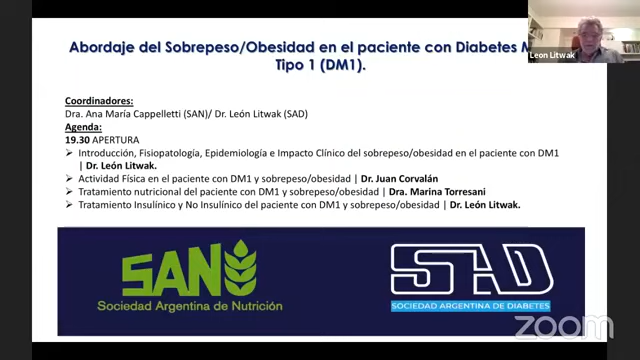 Abordaje del Sobrepeso/Obesidad en el paciente con Diabetes
Tipo 1 (DM1).
Leon Litwak
Coordinadores:
Dra. Ana María Cappelletti (SAN)/ Dr. León Litwak (SAD)
Agenda:
19.30 APERTURA
➢ Introducción, Fisiopatología, Epidemiología e Impacto Clínico del sobrepeso/obesidad en el paciente con DM1
| Dr. León Litwak.
➢ Actividad Física en el paciente con DM1 y sobrepeso/obesidad | Dr. Juan Corvalán
➢ Tratamiento nutricional del paciente con DM1 y sobrepeso/obesidad | Dra. Marina Torresani
➢ Tratamiento Insulínico y No Insulínico del paciente con DM1 y sobrepeso/obesidad | Dr. León Litwak.
SAN
Sociedad Argentina de Nutrición
SAD
SOCIEDAD ARGENTINA DE DIABETES
zoom